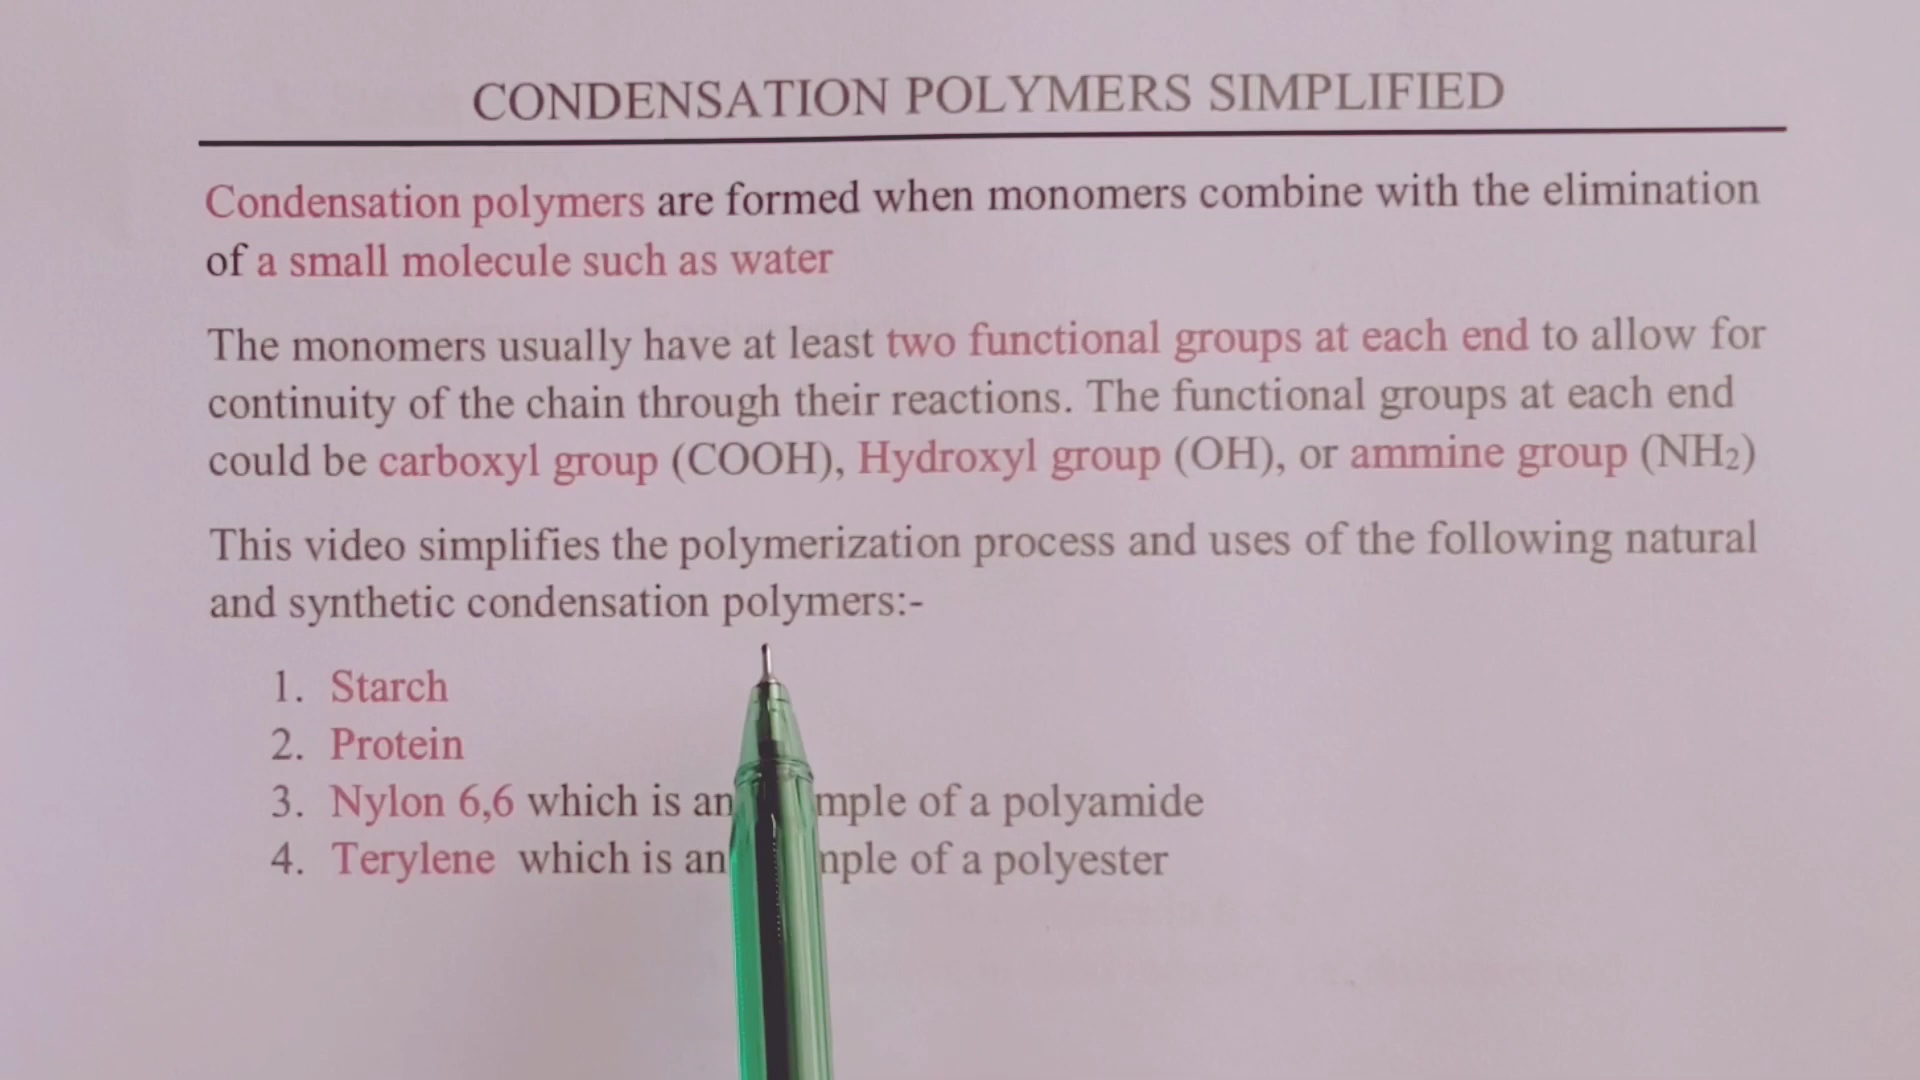 CONDENSATION POLYMERS SIMPLIFIED
Condensation polymers are formed when monomers combine with the elimination
of a small molecule such as water
The monomers usually have at least two functional groups at each end to allow for
continuity of the chain through their reactions. The functional groups at each end
could be carboxyl group (COOH), Hydroxyl group (OH), or ammine group (NH₂)
This video simplifies the polymerization process and uses of the following natural
and synthetic condensation polymers:-
1. Starch
2. Protein
3. Nylon 6,6 which is an mple of a polyamide
4. Terylene which is an mple of a polyester